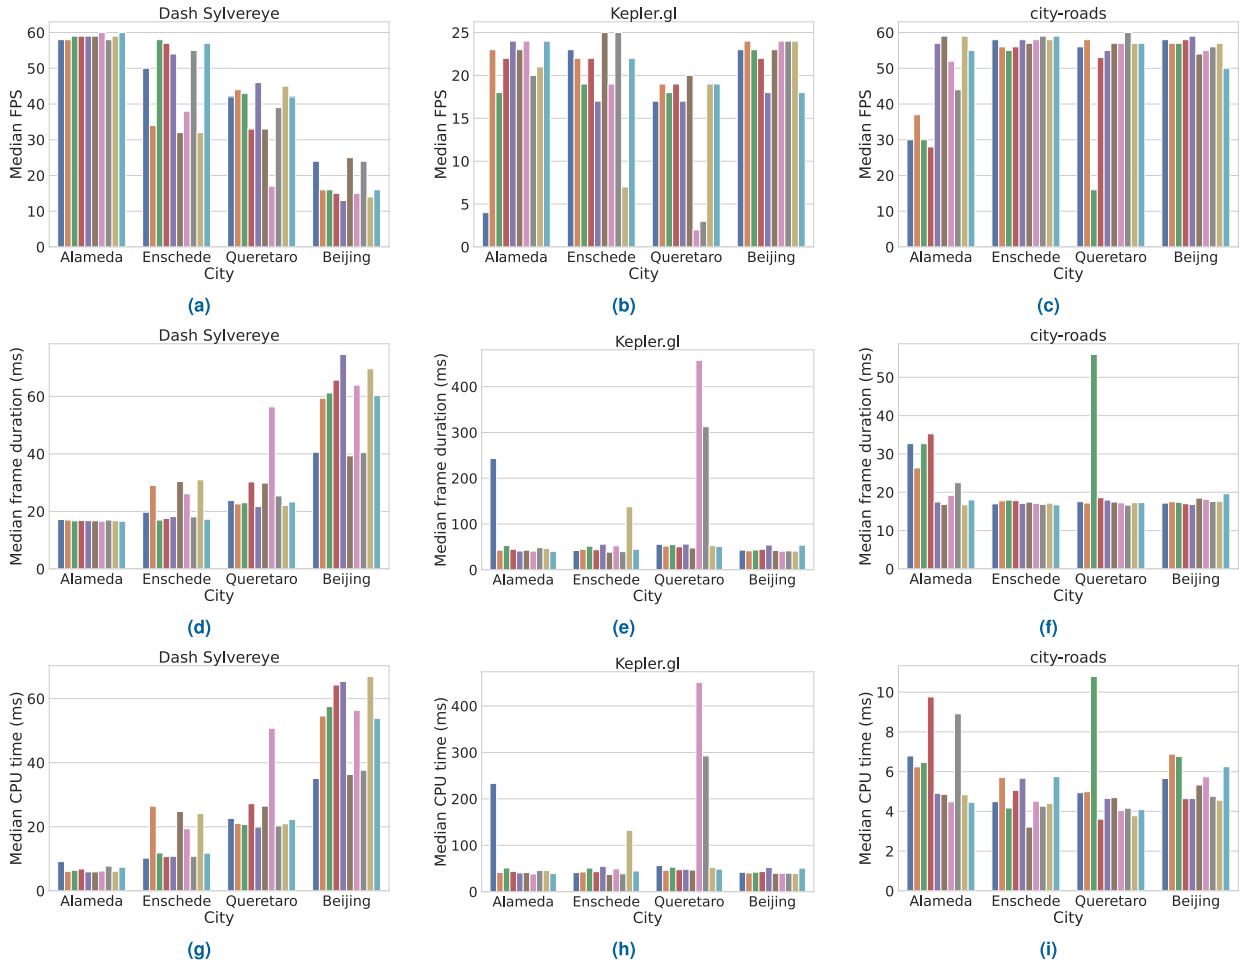 Dash Sylvereye
Median FPS
60
50
40
30
20
10
0
Alameda Enschede Queretaro Beijing
City
(a)
Kepler.gl
Median FPS
25
20
15
10
5
0
Alameda Enschede Queretaro Beijing
City
(b)
city-roads
Median FPS
60
50
40
30
20
10
0
Alameda Enschede Queretaro Beijng
City
(c)
Dash Sylvereye
Median frame duration (ms)
60
40
20
0
Alameda Enschede Queretaro Beijing
City
(d)
Kepler.gl
Median frame duration (ms)
400
300
200
100
0
Alameda Enschede Queretaro Beijing
City
(e)
city-roads
Median frame duration (ms)
50
40
30
20
10
0
Alameda Enschede Queretaro Beijing
City
(f)
Dash Sylvereye
Median CPU time (ms)
60
40
20
0
Alameda Enschede Queretaro Beijing
City
(g)
Kepler.gl
Median CPU time (ms)
400
300
200
100
0
Alameda Enschede Queretaro Beijing
City
(h)
city-roads
Median CPU time (ms)
10
8
6
4
2
0
Alameda Enschede Queretaro Beijing
City
(i)